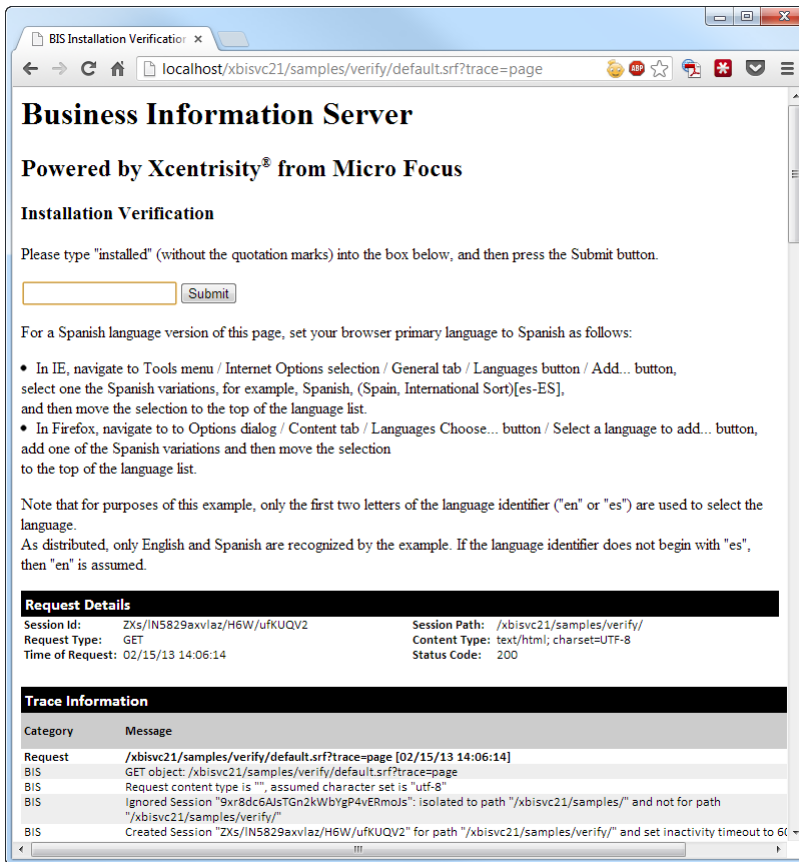 BIS Installation Verification
localhost/xbisvc21/samples/verify/default.srf?trace=page
ABP
Business Information Server
Powered by Xcentrisity® from Micro Focus
Installation Verification
Please type "installed" (without the quotation marks) into the box below, and then press the Submit button.
Submit
For a Spanish language version of this page, set your browser primary language to Spanish as follows:
• In IE, navigate to Tools menu / Internet Options selection / General tab / Languages button / Add... button,
select one the Spanish variations, for example, Spanish, (Spain, International Sort)[es-ES],
and then move the selection to the top of the language list.
• In Firefox, navigate to to Options dialog / Content tab / Languages Choose... button / Select a language to add... button,
add one of the Spanish variations and then move the selection
to the top of the language list.
Note that for purposes of this example, only the first two letters of the language identifier ("en" or "es") are used to select the
language.
As distributed, only English and Spanish are recognized by the example. If the language identifier does not begin with "es",
then "en" is assumed.
Request Details
Session Id: ZXs/lN5829axvlaz/H6W/ufKUQV2 Session Path: /xbisvc21/samples/verify/
Request Type: GET Content Type: text/html; charset=UTF-8
Time of Request: 02/15/13 14:06:14 Status Code: 200
Trace Information
Category Message
Request /xbisvc21/samples/verify/default.srf?trace=page [02/15/13 14:06:14]
BIS GET object: /xbisvc21/samples/verify/default.srf?trace=page
BIS Request content type is "", assumed character set is "utf-8"
BIS Ignored Session "9xr8dc6AJsTGn2kWbYgP4vERmoJs": isolated to path "/xbisvc21/samples/" and not for path
"/xbisvc21/samples/verify/"
BIS Created Session "ZXs/lN5829axvlaz/H6W/ufKUQV2" for path "/xbisvc21/samples/verify/" and set inactivity timeout to